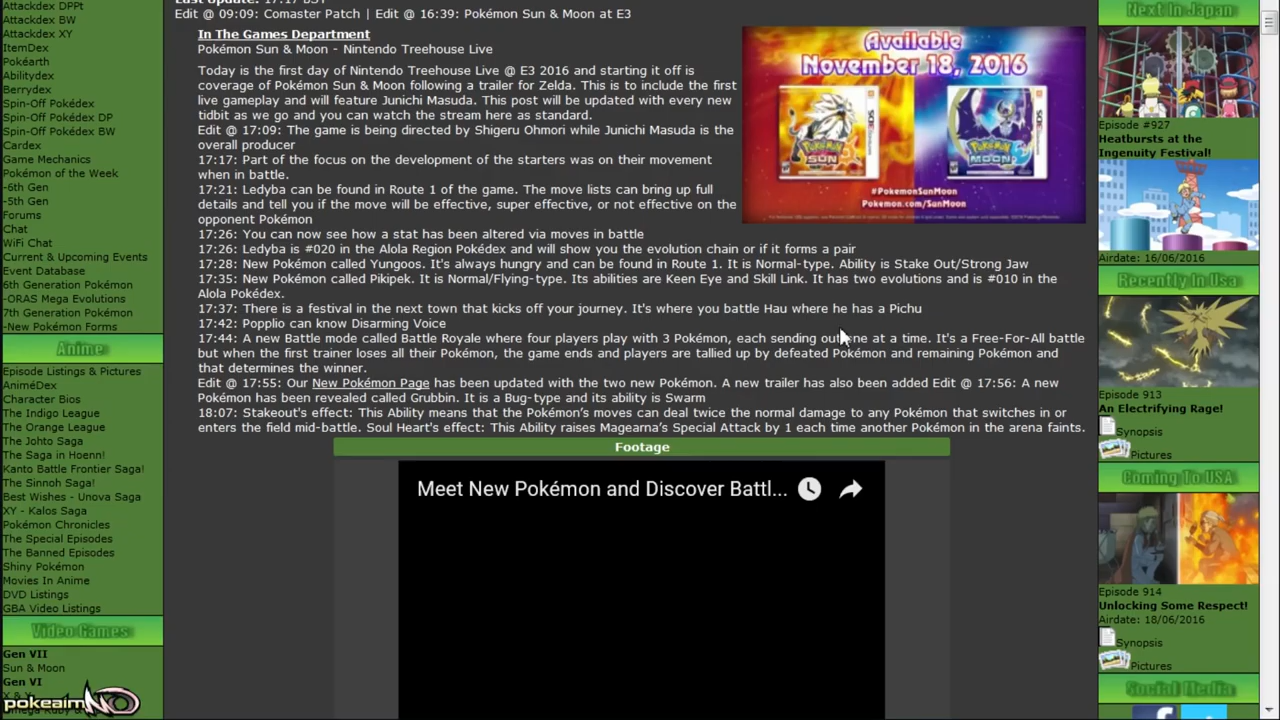 Attackdex DPPt
Attackdex BW
Attackdex XY
ItemDex
Pokéarth
Abilitydex
Berrydex
Spin-Off Pokédex
Spin-Off Pokédex DP
Spin-Off Pokédex BW
Cardex
Game Mechanics
Pokémon of the Week
-6th Gen
-5th Gen
Forums
Chat
WiFi Chat
Current & Upcoming Events
Event Database
6th Generation Pokémon
-ORAS Mega Evolutions
7th Generation Pokémon
-New Pokémon Forms
Anime:
Episode Listings & Pictures
AniméDex
Character Bios
The Indigo League
The Orange League
The Johto Saga
The Saga in Hoenn!
Kanto Battle Frontier Saga!
The Sinnoh Saga!
Best Wishes - Unova Saga
XY - Kalos Saga
Pokémon Chronicles
The Special Episodes
The Banned Episodes
Shiny Pokémon
Movies In Anime
DVD Listings
GBA Video Listings
Video Games:
Gen VII
Sun & Moon
Gen VI
X & Y
pokeaimMD
Last Update: 17:17 BST
Edit @ 09:09: Comaster Patch | Edit @ 16:39: Pokémon Sun & Moon at E3
In The Games Department
Pokémon Sun & Moon - Nintendo Treehouse Live
Today is the first day of Nintendo Treehouse Live @ E3 2016 and starting it off is
coverage of Pokémon Sun & Moon following a trailer for Zelda. This is to include the first
live gameplay and will feature Junichi Masuda. This post will be updated with every new
tidbit as we go and you can watch the stream here as standard.
Edit @ 17:09: The game is being directed by Shigeru Ohmori while Junichi Masuda is the
overall producer
17:17: Part of the focus on the development of the starters was on their movement
when in battle.
17:21: Ledyba can be found in Route 1 of the game. The move lists can bring up full
details and tell you if the move will be effective, super effective, or not effective on the
opponent Pokémon
17:26: You can now see how a stat has been altered via moves in battle
17:26: Ledyba is #020 in the Alola Region Pokédex and will show you the evolution chain or if it forms a pair
17:28: New Pokémon called Yungoos. It's always hungry and can be found in Route 1. It is Normal-type. Ability is Stake Out/Strong Jaw
17:35: New Pokémon called Pikipek. It is Normal/Flying-type. Its abilities are Keen Eye and Skill Link. It has two evolutions and is #010 in the
Alola Pokédex.
17:37: There is a festival in the next town that kicks off your journey. It's where you battle Hau where he has a Pichu
17:42: Popplio can know Disarming Voice
17:44: A new Battle mode called Battle Royale where four players play with 3 Pokémon, each sending out one at a time. It's a Free-For-All battle
but when the first trainer loses all their Pokémon, the game ends and players are tallied up by defeated Pokémon and remaining Pokémon and
that determines the winner.
Edit @ 17:55: Our New Pokémon Page has been updated with the two new Pokémon. A new trailer has also been added Edit @ 17:56: A new
Pokémon has been revealed called Grubbin. It is a Bug-type and its ability is Swarm
18:07: Stakeout's effect: This Ability means that the Pokémon's moves can deal twice the normal damage to any Pokémon that switches in or
enters the field mid-battle. Soul Heart's effect: This Ability raises Magearna's Special Attack by 1 each time another Pokémon in the arena faints.
Footage
Meet New Pokémon and Discover Battl...
Available
November 18, 2016
POKÉMON SUN
POKÉMON MOON
#PokemonSunMoon
Pokemon.com/SunMoon
Next In Japan:
Episode #927
Heatbursts at the
Ingenuity Festival!
Airdate: 16/06/2016
Recently In Usa:
Episode 913
An Electrifying Rage!
Synopsis
Pictures
Coming To USA
Episode 914
Unlocking Some Respect!
Airdate: 18/06/2016
Synopsis
Pictures
Social Media